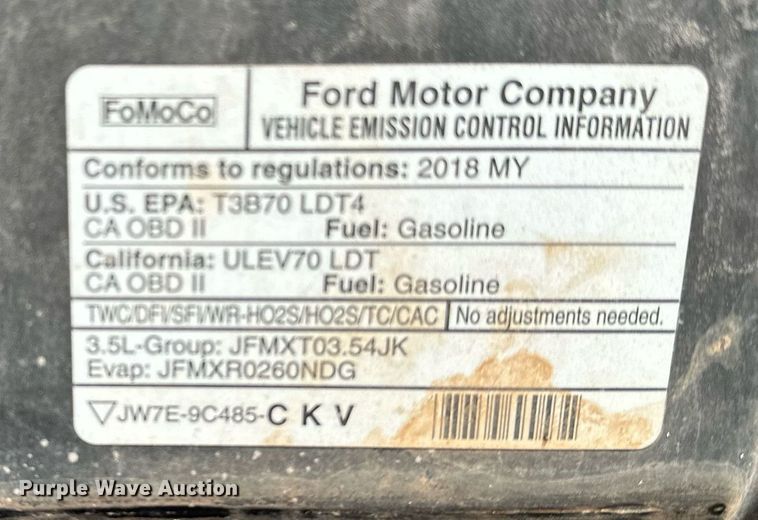 FoMoCo
Ford Motor Company
VEHICLE EMISSION CONTROL INFORMATION
Conforms to regulations: 2018 MY
U.S. EPA: T3B70 LDT4
CA OBD II Fuel: Gasoline
California: ULEV70 LDT
CA OBD II Fuel: Gasoline
TWC/DFI/SFI/WR-HO2S/HO2S/TC/CAC No adjustments needed.
3.5L-Group: JFMXT03.54JK
Evap: JFMXR0260NDG
▽JW7E-9C485-C K V
Purple Wave Auction